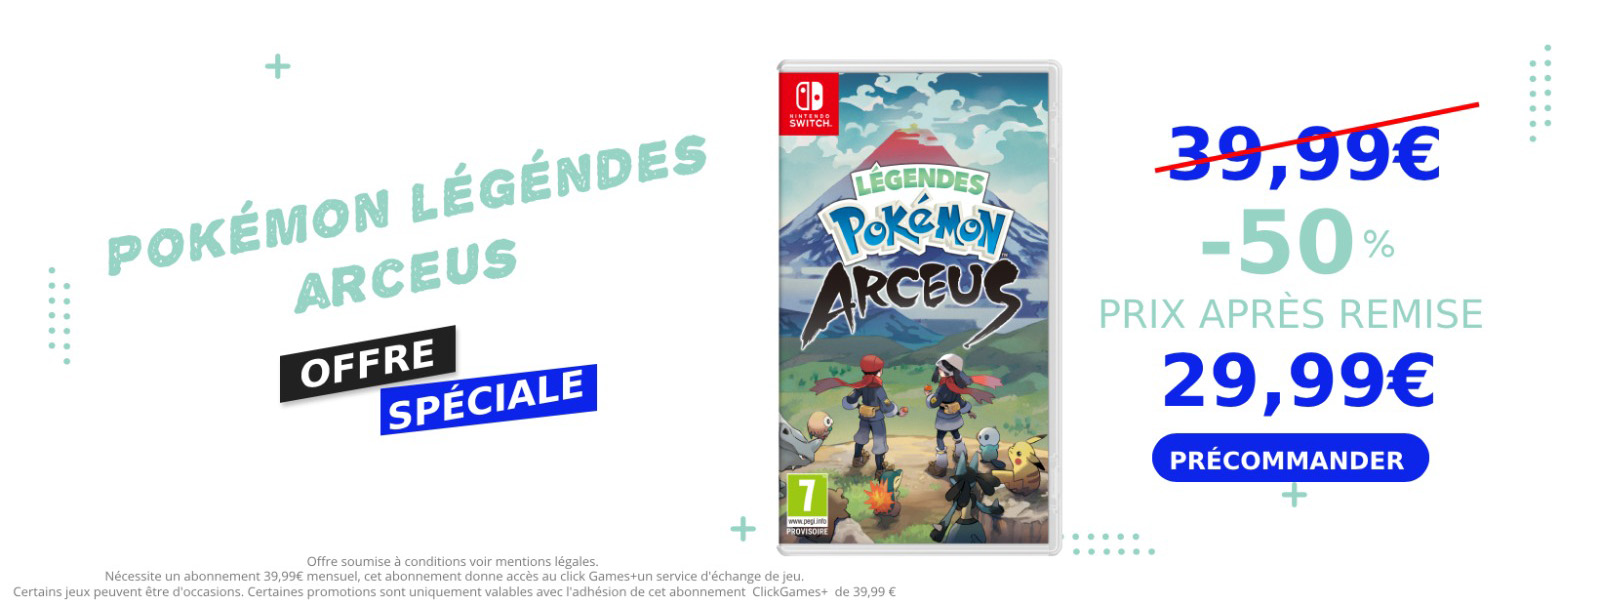 POKÉMON LÉGÉNDES
ARCEUS
OFFRE
SPÉCIALE
NINTENDO
SWITCH™
LÉGENDES
POKéMON™
ARCEUS
7
www.pegi.info
PROVISOIRE
39,99€
-50%
PRIX APRÈS REMISE
29,99€
PRÉCOMMANDER
Offre soumise à conditions voir mentions légales.
Nécessite un abonnement 39,99€ mensuel, cet abonnement donne accès au click Games+un service d'échange de jeu.
Certains jeux peuvent être d'occasions. Certaines promotions sont uniquement valables avec l'adhésion de cet abonnement ClickGames+ de 39,99 €